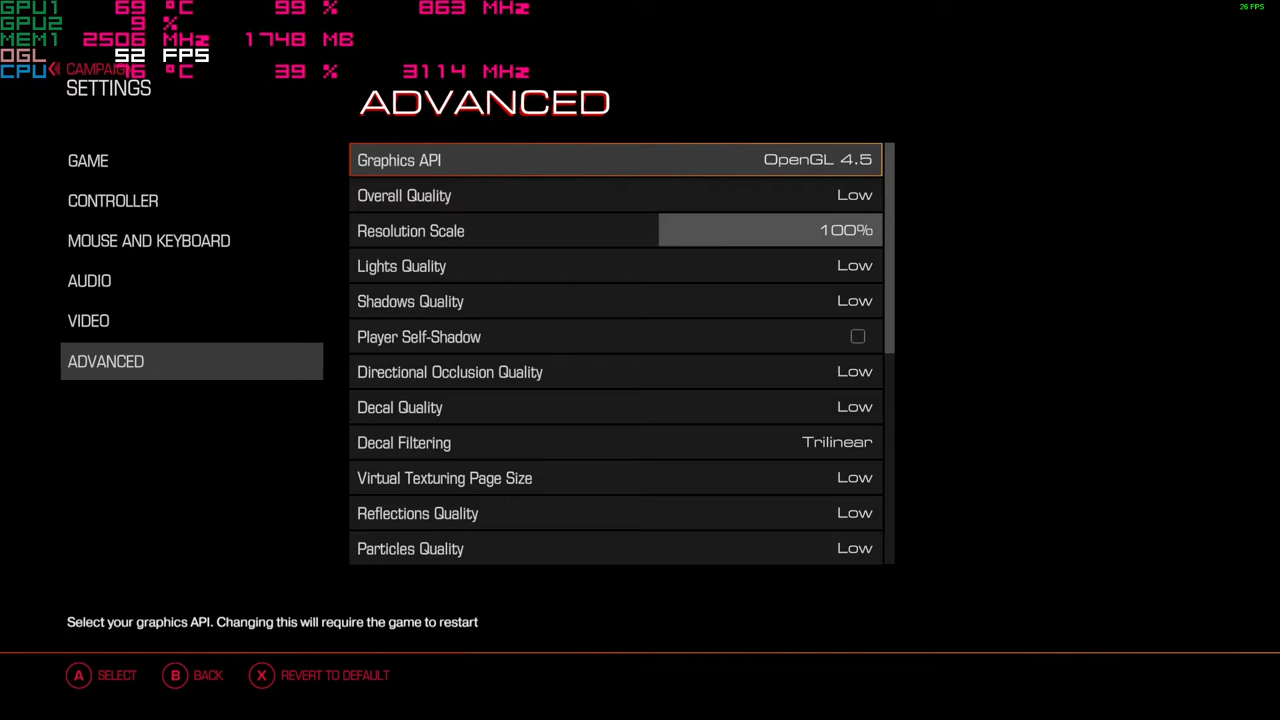 GPU1 69 °C 99 % 863 MHz
26 FPS
GPU2 9 %
MEM1 2506 MHz 1748 MB
OGL 52 FPS
CAMPAIG
CPU 76 °C 39 % 3114 MHz
SETTINGS
ADVANCED
GAME
CONTROLLER
MOUSE AND KEYBOARD
AUDIO
VIDEO
ADVANCED
Graphics API OpenGL 4.5
Overall Quality Low
Resolution Scale 100%
Lights Quality Low
Shadows Quality Low
Player Self-Shadow
Directional Occlusion Quality Low
Decal Quality Low
Decal Filtering Trilinear
Virtual Texturing Page Size Low
Reflections Quality Low
Particles Quality Low
Select your graphics API. Changing this will require the game to restart
A SELECT B BACK X REVERT TO DEFAULT